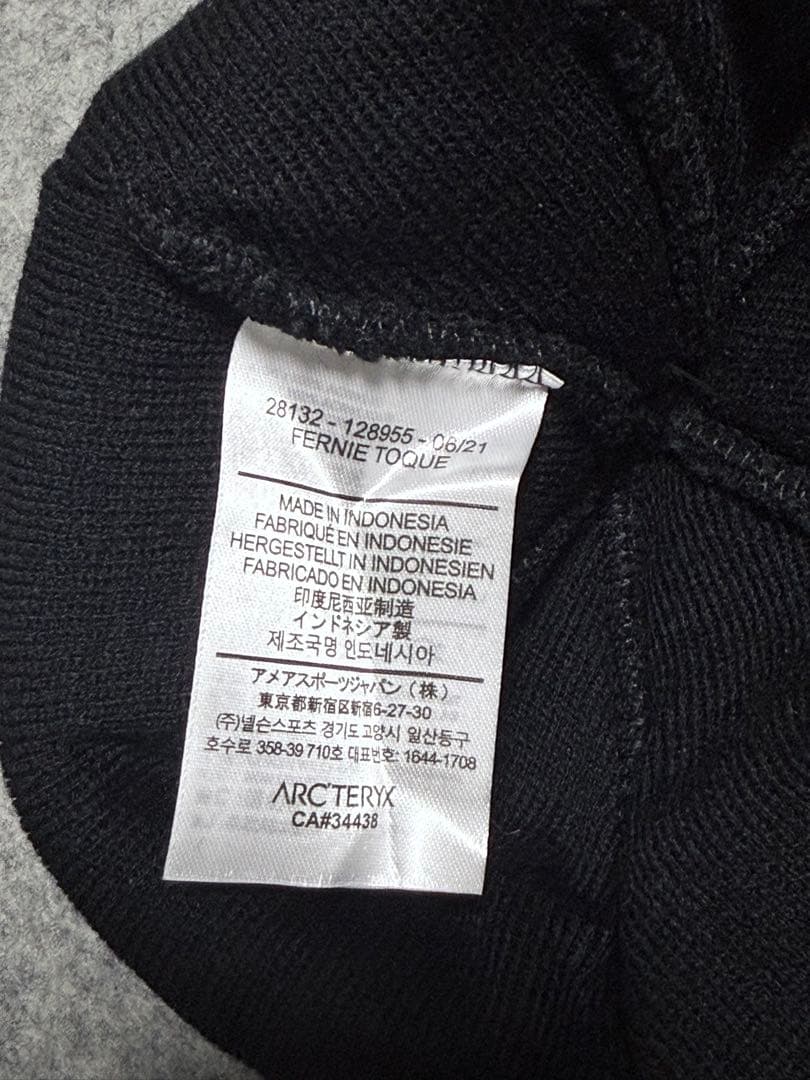 28132 - 128955 - 06/21
FERNIE TOQUE
MADE IN INDONESIA
FABRIQUÉ EN INDONESIE
HERGESTELLT IN INDONESIEN
FABRICADO EN INDONESIA
印度尼西亚制造
インドネシア製
제조국명 인도네시아
アメアスポーツジャパン（株）
東京都新宿区新宿6-27-30
(주)넬슨스포츠 경기도 고양시 일산동구
호수로 358-39 710호 대표번호: 1644-1708
ARC'TERYX
CA#34438